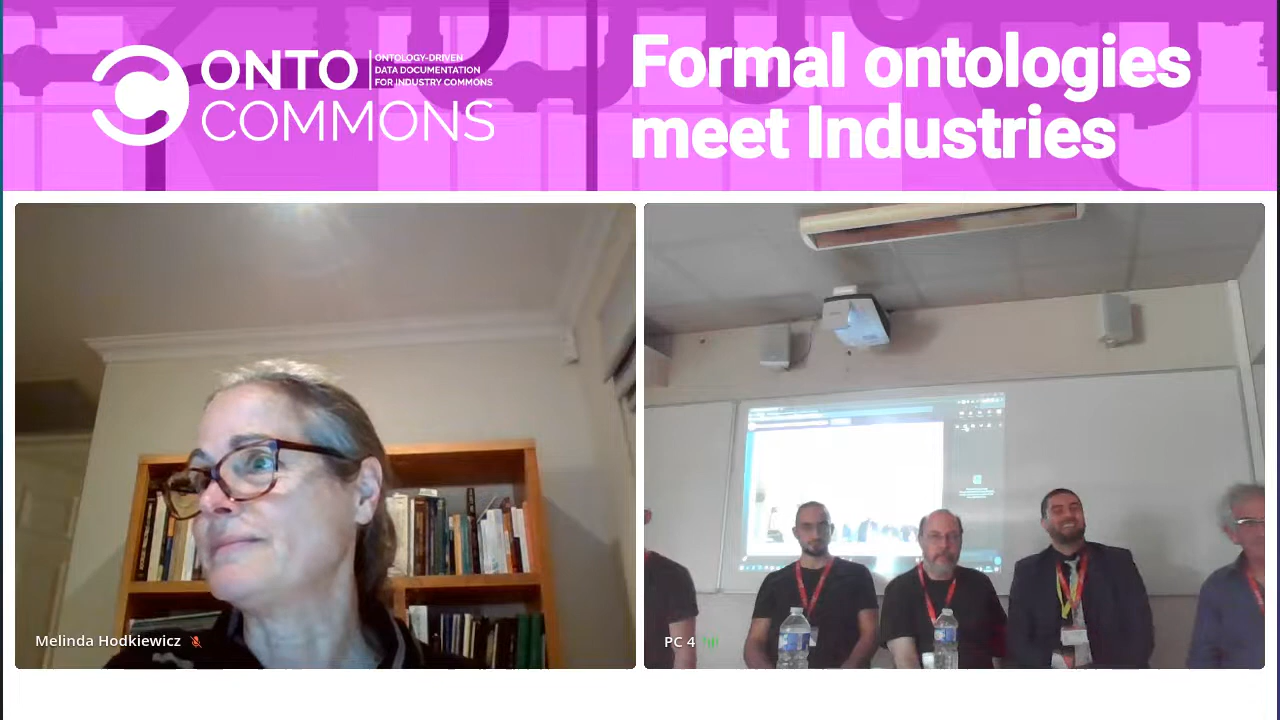 ONTO
COMMONS
ONTOLOGY-DRIVEN
DATA DOCUMENTATION
FOR INDUSTRY COMMONS
Formal ontologies
meet Industries
Melinda Hodkiewicz
PC 4